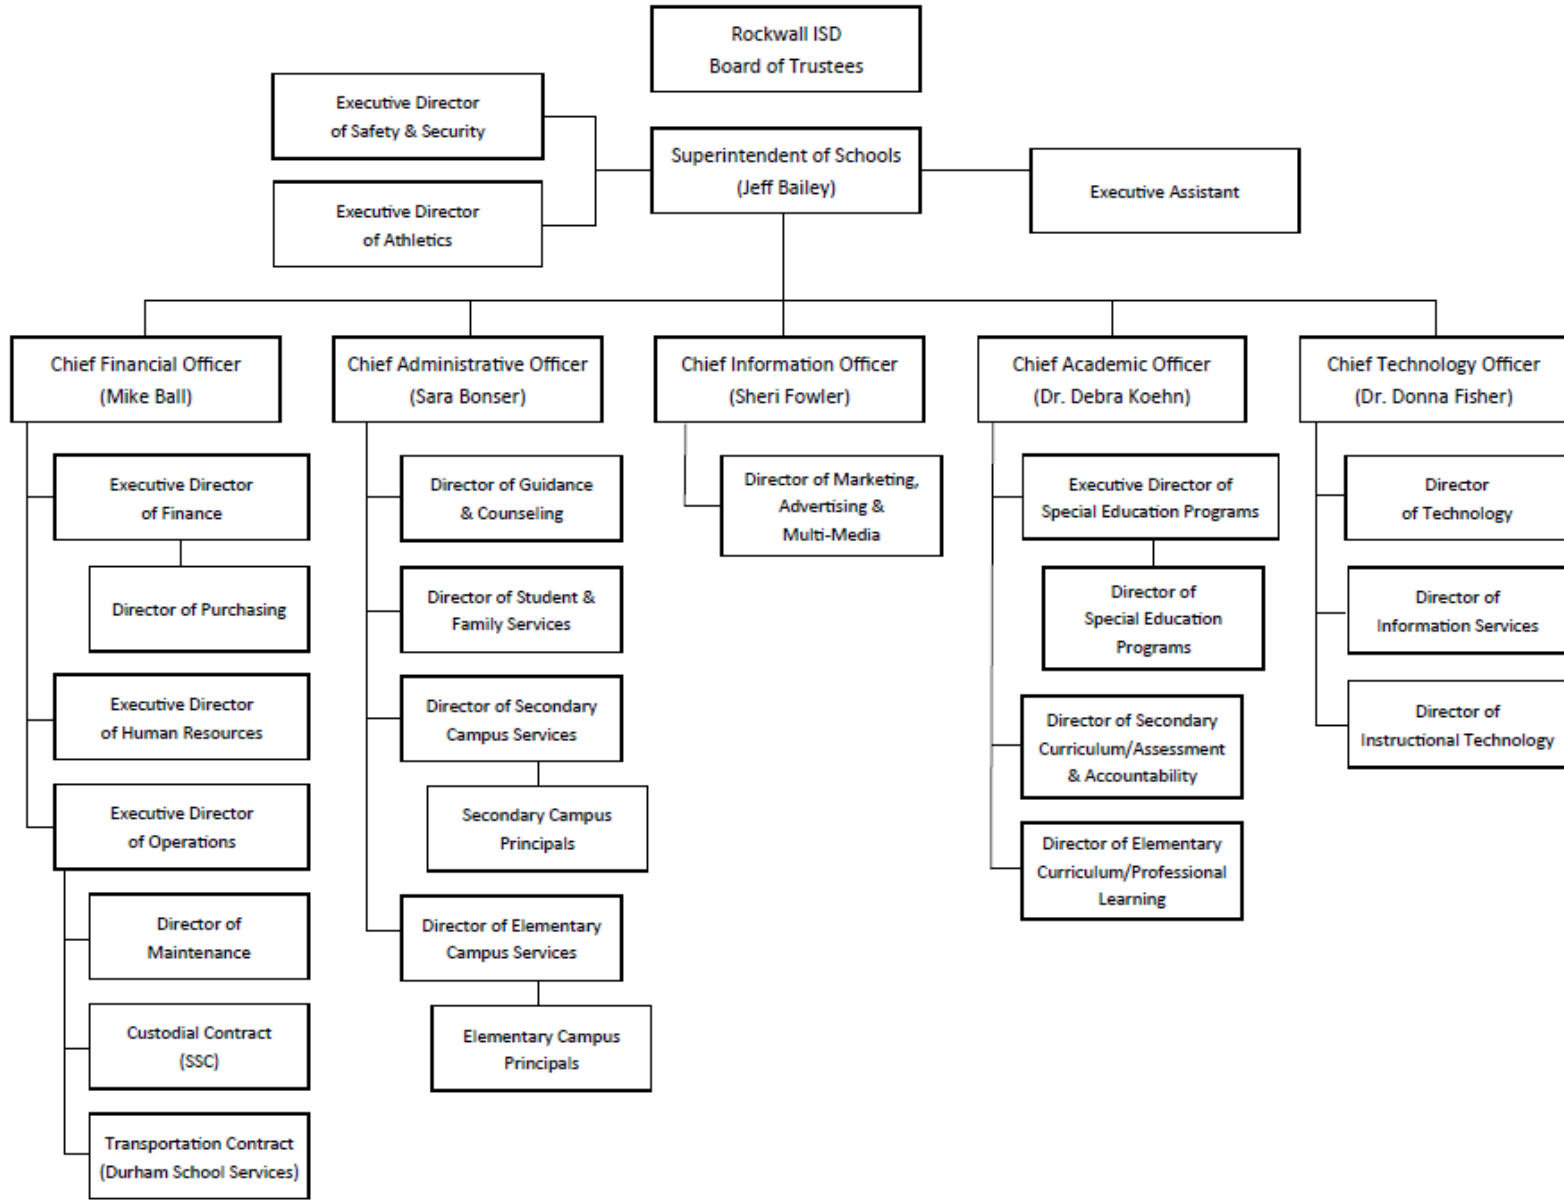 Rockwall ISD
Board of Trustees
Executive Director
of Safety & Security
Superintendent of Schools
(Jeff Bailey)
Executive Assistant
Executive Director
of Athletics
Chief Financial Officer
(Mike Ball)
Chief Administrative Officer
(Sara Bonser)
Chief Information Officer
(Sheri Fowler)
Chief Academic Officer
(Dr. Debra Koehn)
Chief Technology Officer
(Dr. Donna Fisher)
Executive Director
of Finance
Director of Purchasing
Executive Director
of Human Resources
Executive Director
of Operations
Director of
Maintenance
Custodial Contract
(SSC)
Transportation Contract
(Durham School Services)
Director of Guidance
& Counseling
Director of Student &
Family Services
Director of Secondary
Campus Services
Secondary Campus
Principals
Director of Elementary
Campus Services
Elementary Campus
Principals
Director of Marketing,
Advertising &
Multi-Media
Executive Director of
Special Education Programs
Director of
Special Education
Programs
Director of Secondary
Curriculum/Assessment
& Accountability
Director of Elementary
Curriculum/Professional
Learning
Director
of Technology
Director of
Information Services
Director of
Instructional Technology